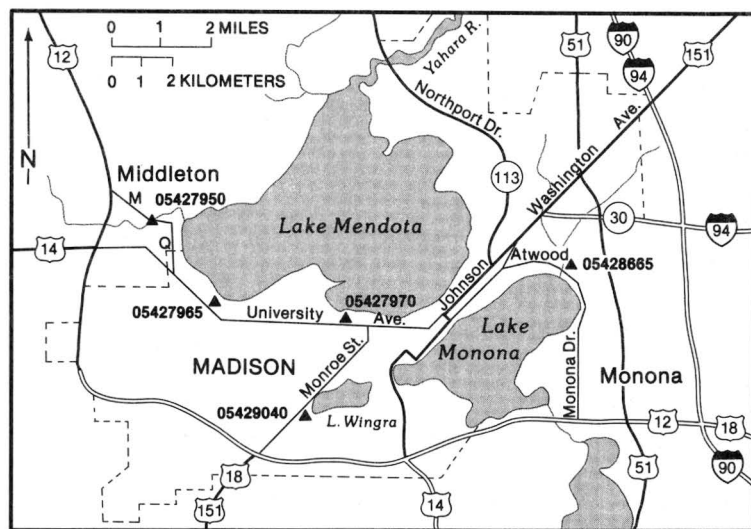 0 1 2 MILES
0 1 2 KILOMETERS
N
12
51
90
94
151
Yahara R.
Northport Dr.
Washington Ave.
113
Middleton
M
05427950
Q
14
Lake Mendota
30
94
Atwood
05428665
Johnson
05427965
University Ave.
05427970
Lake
Monona
MADISON
Monroe St.
Monona Dr.
Monona
05429040
L. Wingra
12
18
18
151
14
51
90